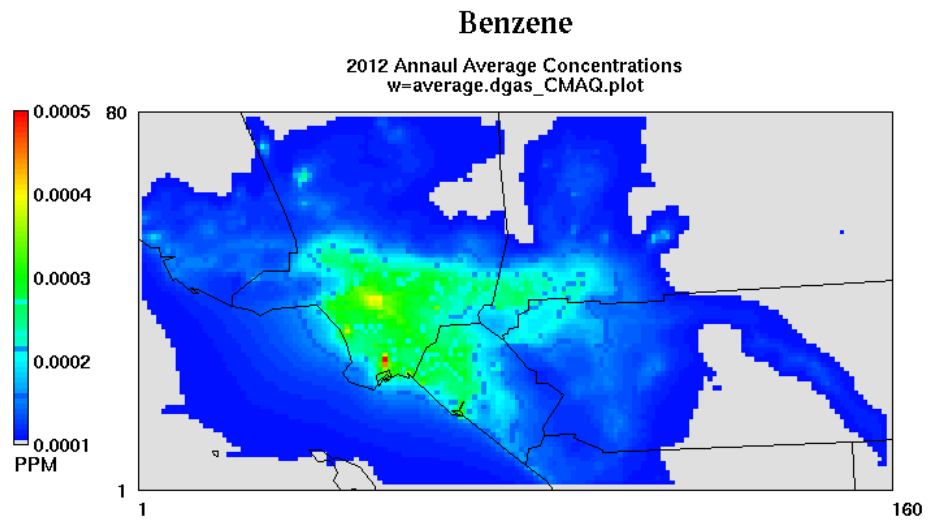 Benzene
2012 Annaul Average Concentrations
w=average.dgas_CMAQ.plot
0.0005
0.0004
0.0003
0.0002
0.0001
PPM
80
1
1
160